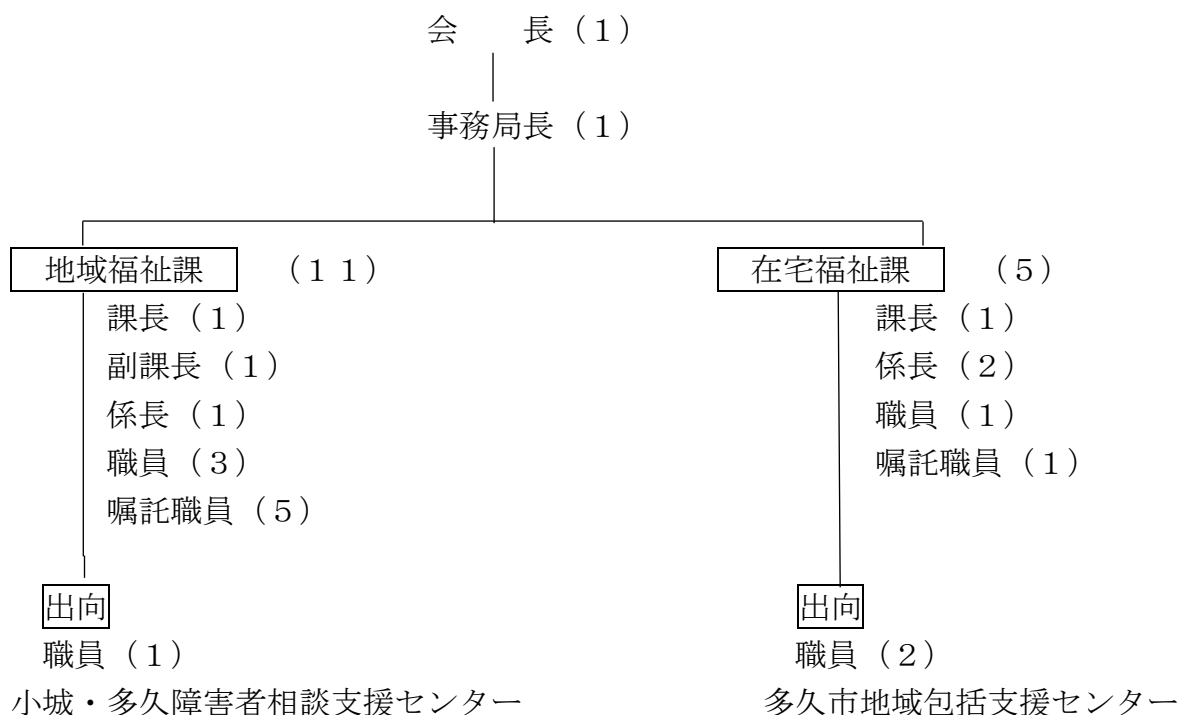 会　　長（１）
事務局長（１）
地域福祉課　（１１）
課長（１）
副課長（１）
係長（１）
職員（３）
嘱託職員（５）
出向
職員（１）
小城・多久障害者相談支援センター
在宅福祉課　（５）
課長（１）
係長（２）
職員（１）
嘱託職員（１）
出向
職員（２）
多久市地域包括支援センター